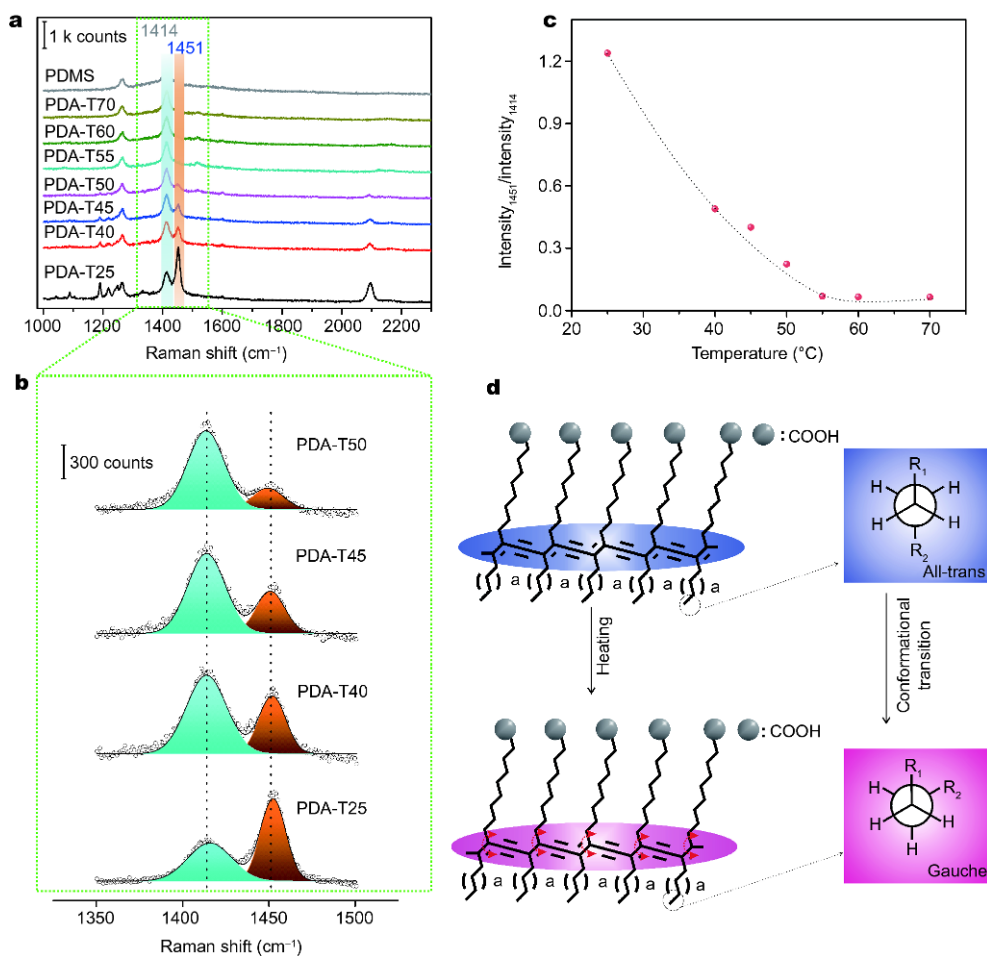 a
1 k counts
1414
1451
PDMS
PDA-T70
PDA-T60
PDA-T55
PDA-T50
PDA-T45
PDA-T40
PDA-T25
1000 1200 1400 1600 1800 2000 2200
Raman shift (cm⁻¹)
c
Intensity₁₄₅₁/intensity₁₄₁₄
1.2
0.9
0.6
0.3
0.0
20 30 40 50 60 70
Temperature (°C)
b
300 counts
PDA-T50
PDA-T45
PDA-T40
PDA-T25
1350 1400 1450 1500
Raman shift (cm⁻¹)
d
:COOH
( ) a ( ) a ( ) a ( ) a ( ) a
R₁
H H
H H
R₂
All-trans
Heating
Conformational
transition
:COOH
( ) a ( ) a ( ) a ( ) a ( ) a
R₁
H R₂
H H
H
Gauche